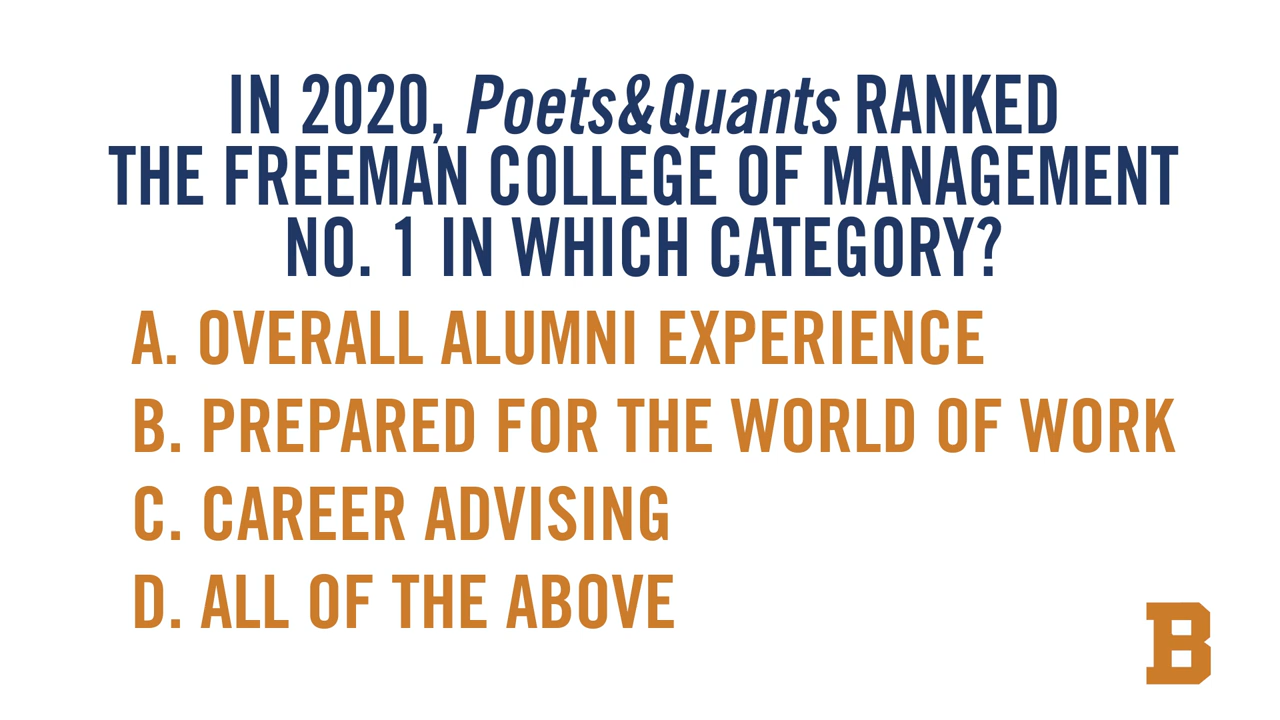 IN 2020, Poets&Quants RANKED
THE FREEMAN COLLEGE OF MANAGEMENT
NO. 1 IN WHICH CATEGORY?
A. OVERALL ALUMNI EXPERIENCE
B. PREPARED FOR THE WORLD OF WORK
C. CAREER ADVISING
D. ALL OF THE ABOVE
B